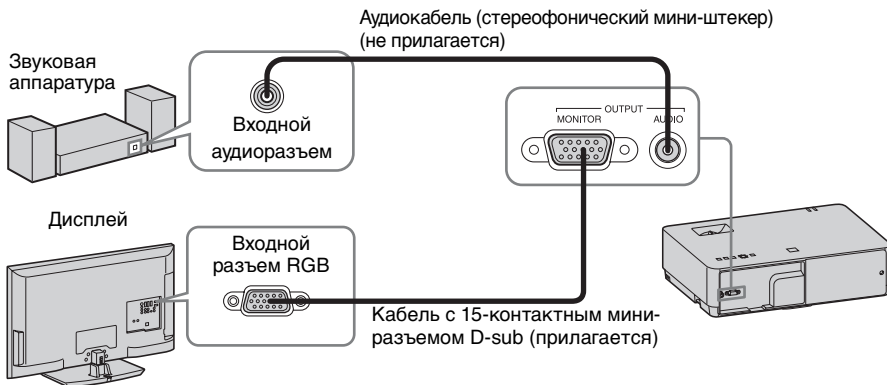 Аудиокабель (стереофонический мини-штекер)
(не прилагается)
Звуковая
аппаратура
Входной
аудиоразъем
OUTPUT
MONITOR
AUDIO
Дисплей
Входной
разъем RGB
Кабель с 15-контактным мини-
разъемом D-sub (прилагается)